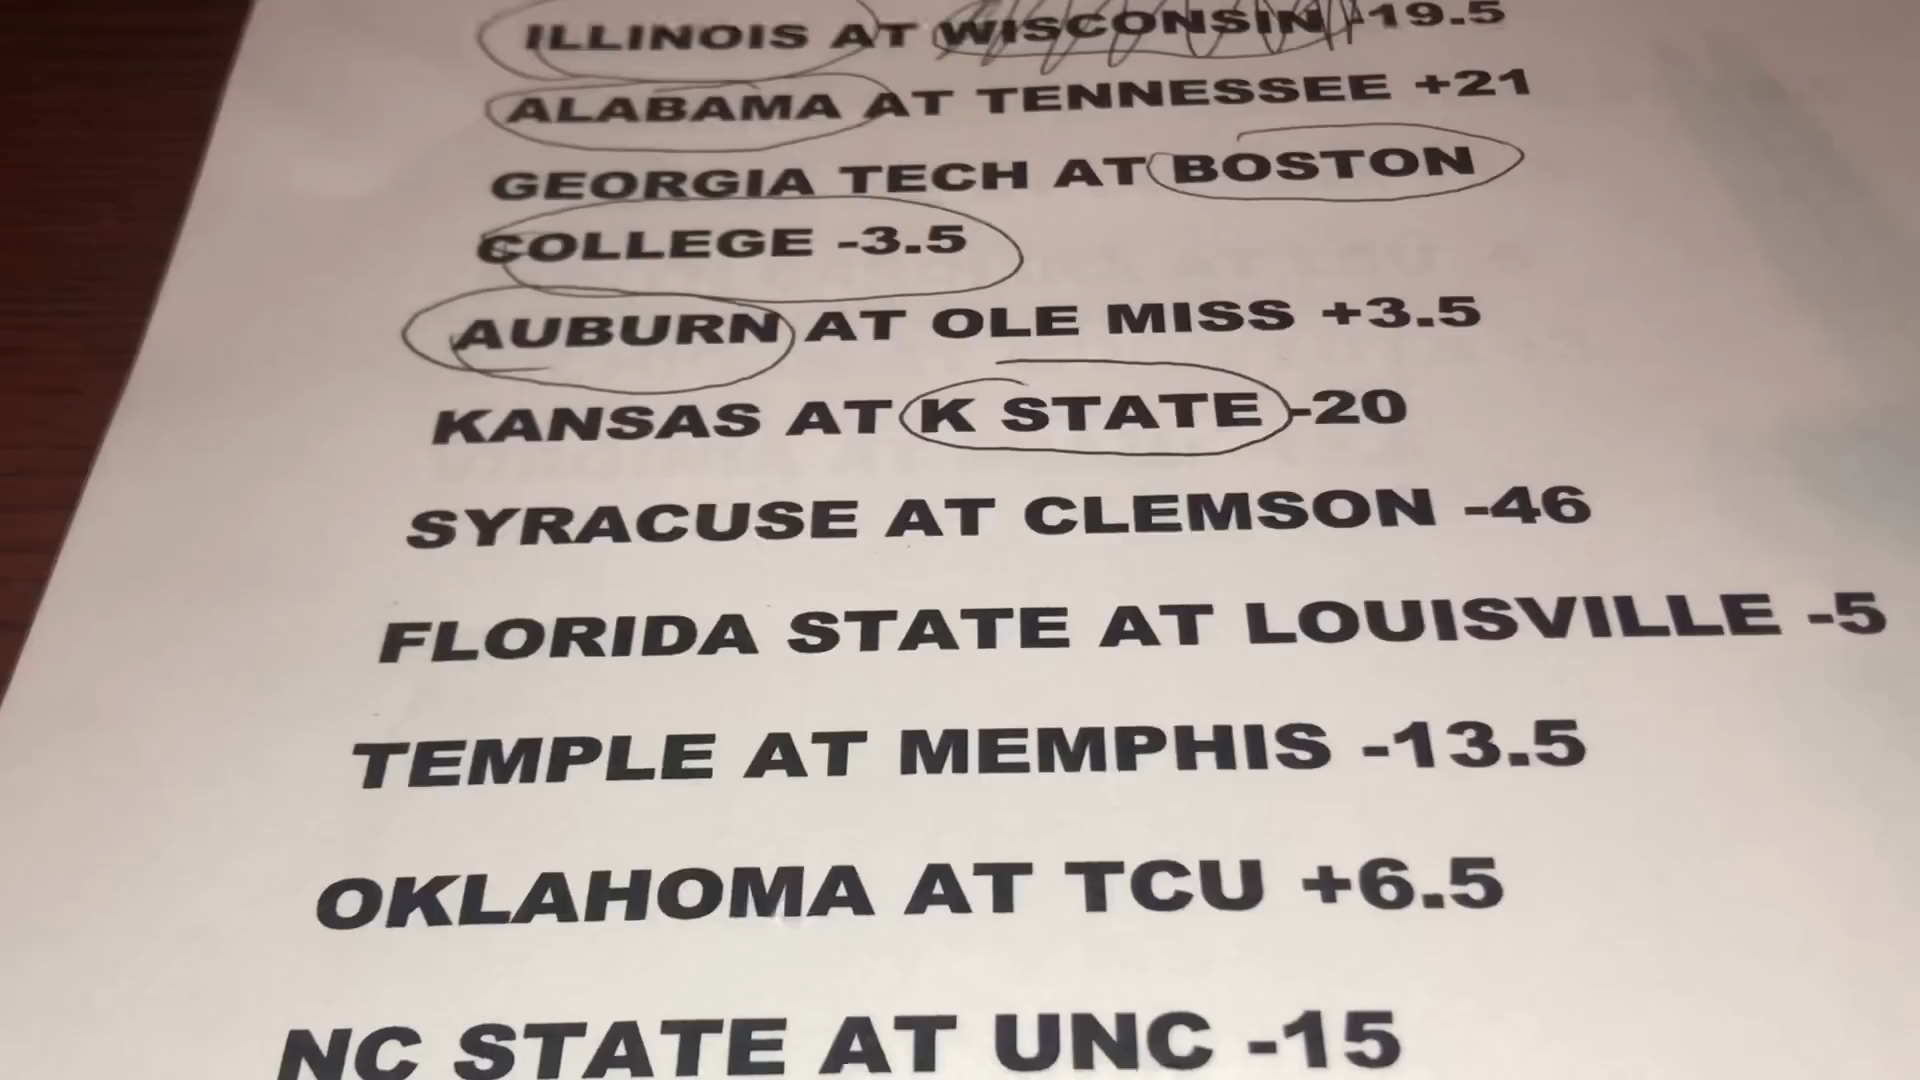 ILLINOIS AT WISCONSIN -19.5
ALABAMA AT TENNESSEE +21
GEORGIA TECH AT BOSTON
COLLEGE -3.5
AUBURN AT OLE MISS +3.5
KANSAS AT K STATE -20
SYRACUSE AT CLEMSON -46
FLORIDA STATE AT LOUISVILLE -5
TEMPLE AT MEMPHIS -13.5
OKLAHOMA AT TCU +6.5
NC STATE AT UNC -15